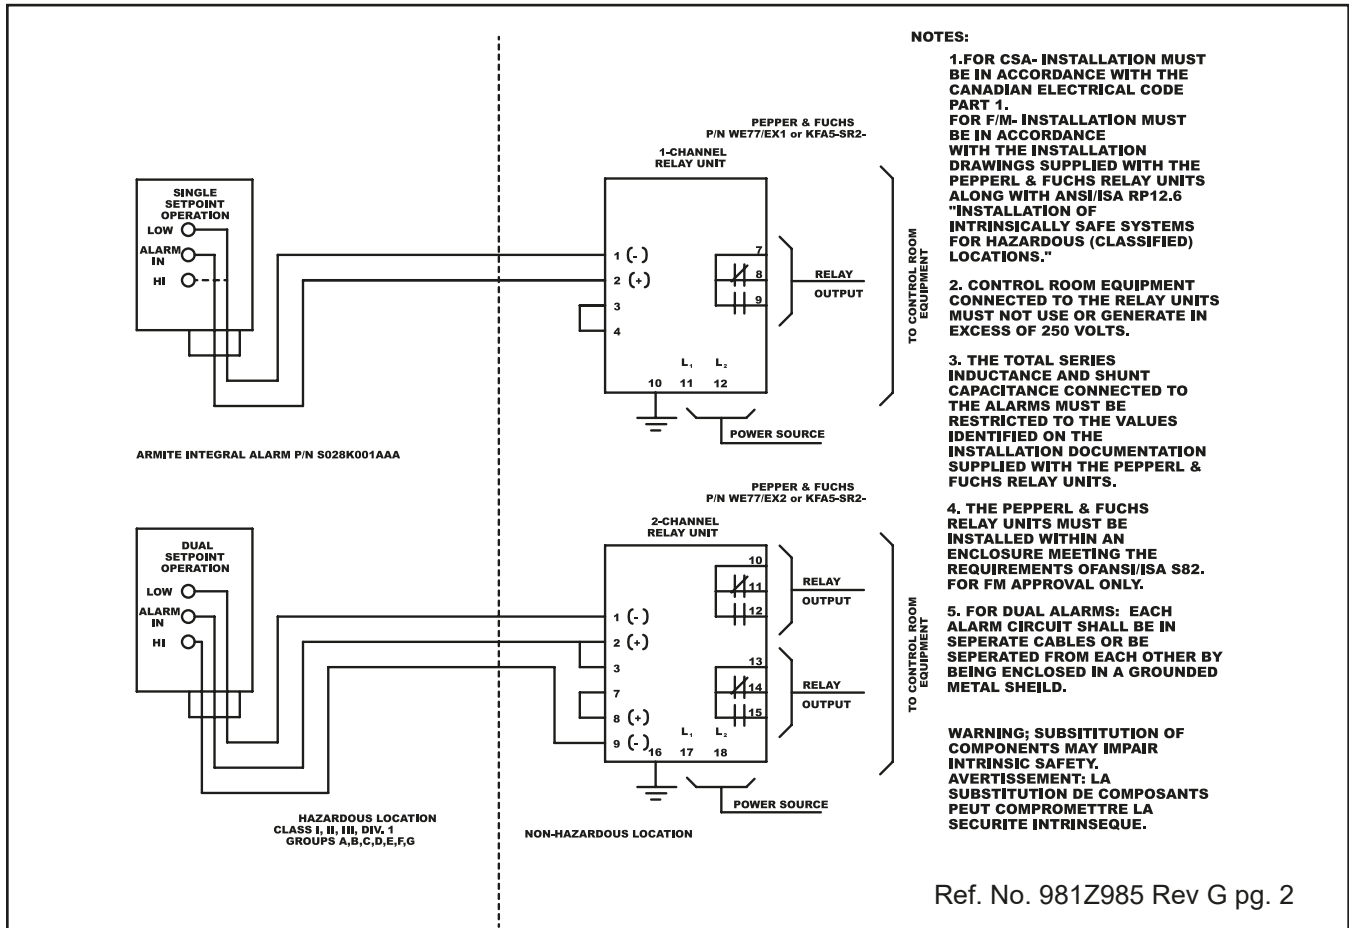 PEPPER & FUCHS
P/N WE77/EX1 or KFA5-SR2-
1-CHANNEL
RELAY UNIT
SINGLE
SETPOINT
OPERATION
LOW
ALARM
IN
HI
1 (-)
2 (+)
3
4
7
8
9
RELAY
OUTPUT
TO CONTROL ROOM
EQUIPMENT
L₁
L₂
10
11
12
POWER SOURCE
ARMITE INTEGRAL ALARM P/N S028K001AAA
PEPPER & FUCHS
P/N WE77/EX2 or KFA5-SR2-
2-CHANNEL
RELAY UNIT
DUAL
SETPOINT
OPERATION
LOW
ALARM
IN
HI
1 (-)
2 (+)
3
7
8 (+)
9 (-)
10
11
12
RELAY
OUTPUT
13
14
15
RELAY
OUTPUT
TO CONTROL ROOM
EQUIPMENT
L₁
L₂
16
17
18
POWER SOURCE
HAZARDOUS LOCATION
CLASS I, II, III, DIV. 1
GROUPS A,B,C,D,E,F,G
NON-HAZARDOUS LOCATION
NOTES:
1.FOR CSA- INSTALLATION MUST
BE IN ACCORDANCE WITH THE
CANADIAN ELECTRICAL CODE
PART 1.
FOR F/M- INSTALLATION MUST
BE IN ACCORDANCE
WITH THE INSTALLATION
DRAWINGS SUPPLIED WITH THE
PEPPERL & FUCHS RELAY UNITS
ALONG WITH ANSI/ISA RP12.6
"INSTALLATION OF
INTRINSICALLY SAFE SYSTEMS
FOR HAZARDOUS (CLASSIFIED)
LOCATIONS."
2. CONTROL ROOM EQUIPMENT
CONNECTED TO THE RELAY UNITS
MUST NOT USE OR GENERATE IN
EXCESS OF 250 VOLTS.
3. THE TOTAL SERIES
INDUCTANCE AND SHUNT
CAPACITANCE CONNECTED TO
THE ALARMS MUST BE
RESTRICTED TO THE VALUES
IDENTIFIED ON THE
INSTALLATION DOCUMENTATION
SUPPLIED WITH THE PEPPERL &
FUCHS RELAY UNITS.
4. THE PEPPERL & FUCHS
RELAY UNITS MUST BE
INSTALLED WITHIN AN
ENCLOSURE MEETING THE
REQUIREMENTS OFANSI/ISA S82.
FOR FM APPROVAL ONLY.
5. FOR DUAL ALARMS: EACH
ALARM CIRCUIT SHALL BE IN
SEPERATE CABLES OR BE
SEPERATED FROM EACH OTHER BY
BEING ENCLOSED IN A GROUNDED
METAL SHEILD.
WARNING; SUBSITITUTION OF
COMPONENTS MAY IMPAIR
INTRINSIC SAFETY.
AVERTISSEMENT: LA
SUBSTITUTION DE COMPOSANTS
PEUT COMPROMETTRE LA
SECURITE INTRINSEQUE.
Ref. No. 981Z985 Rev G pg. 2